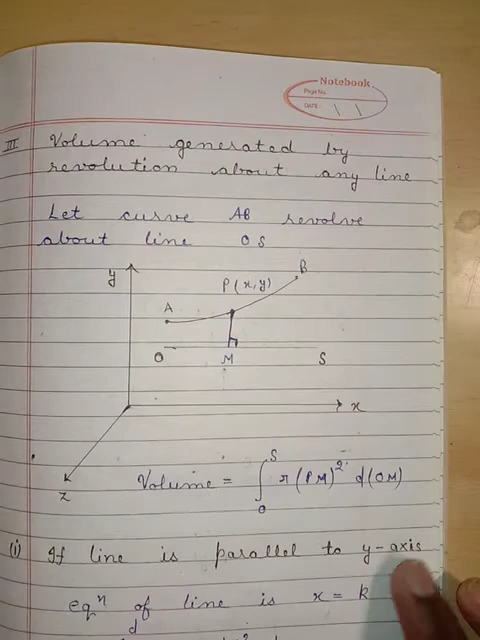 Notebook
Page No.
DATE
III Volume generated by
revolution about any line
Let curve AB revolve
about line OS
y
B
P(x,y)
A
O M S
x
z
Volume = ∫₀ˢ π(PM)² d(OM)
(i) If line is parallel to y-axis
eqⁿ of line is x = k
d